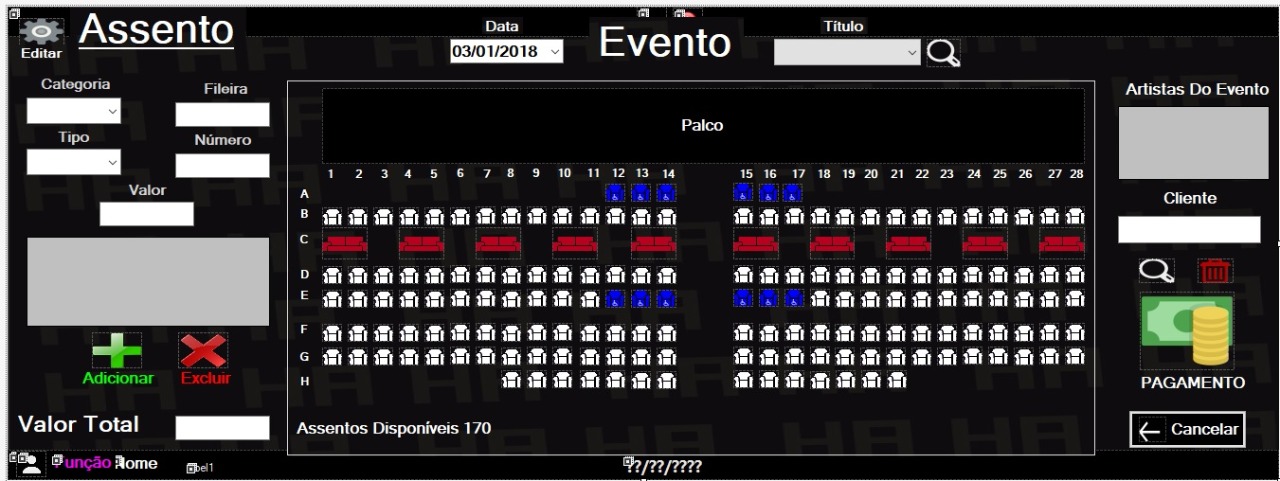 Assento
Editar
Data
03/01/2018
Evento
Título
Categoria
Fileira
Tipo
Número
Valor
Adicionar
Excluir
Valor Total
Palco
1 2 3 4 5 6 7 8 9 10 11 12 13 14 15 16 17 18 19 20 21 22 23 24 25 26 27 28
A
B
C
D
E
F
G
H
Assentos Disponíveis 170
Artistas Do Evento
Cliente
PAGAMENTO
Cancelar
unção
Nome
bel1
??/??/????